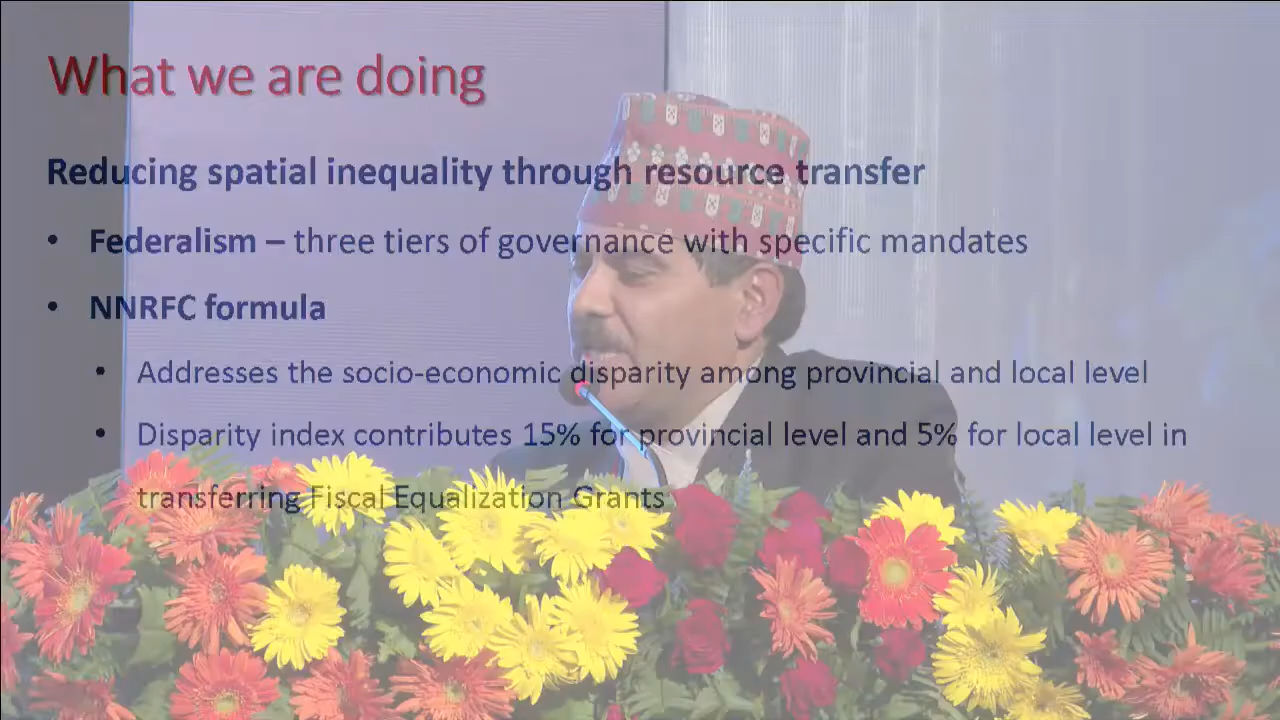 What we are doing
Reducing spatial inequality through resource transfer
• Federalism – three tiers of governance with specific mandates
• NNRFC formula
• Addresses the socio-economic disparity among provincial and local level
• Disparity index contributes 15% for provincial level and 5% for local level in
transferring Fiscal Equalization Grants